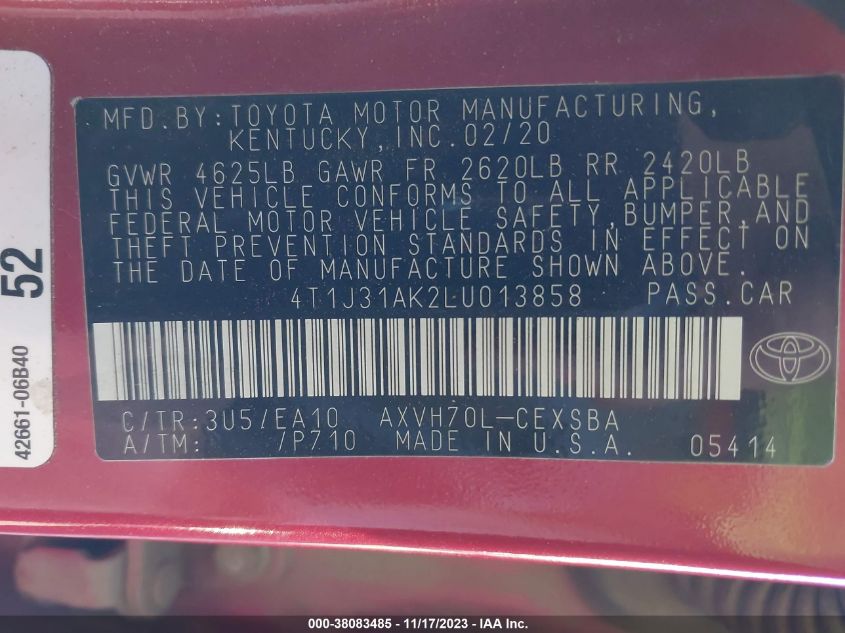 MFD.BY:TOYOTA MOTOR MANUFACTURING,
KENTUCKY,INC.02/20
GVWR 4625LB GAWR FR 2620LB RR 2420LB
THIS VEHICLE CONFORMS TO ALL APPLICABLE
FEDERAL MOTOR VEHICLE SAFETY,BUMPER,AND
THEFT PREVENTION STANDARDS IN EFFECT ON
THE DATE OF MANUFACTURE SHOWN ABOVE.
4T1J31AK2LU013858 PASS.CAR
C/TR:3U5/EA10 AXVH70L-CEXSBA
A/TM: /P710 MADE IN U.S.A. 05414
52
42661-06B40
000-38083485 - 11/17/2023 - IAA Inc.